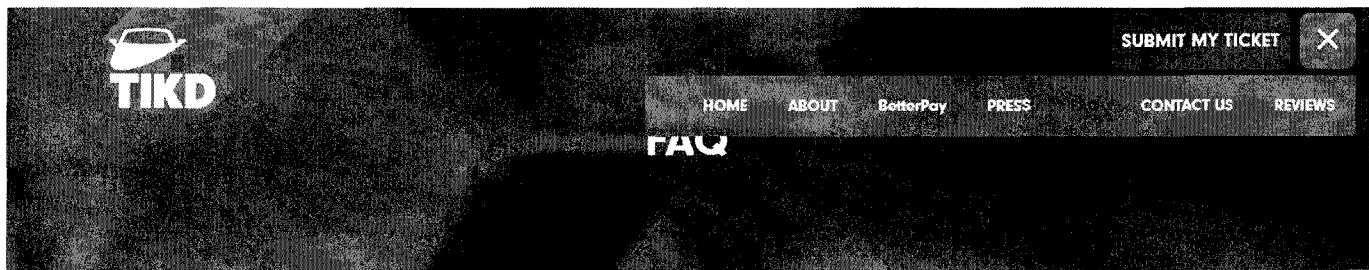 SUBMIT MY TICKET
TIKD
HOME ABOUT BetterPay PRESS CONTACT US REVIEWS
FAQ